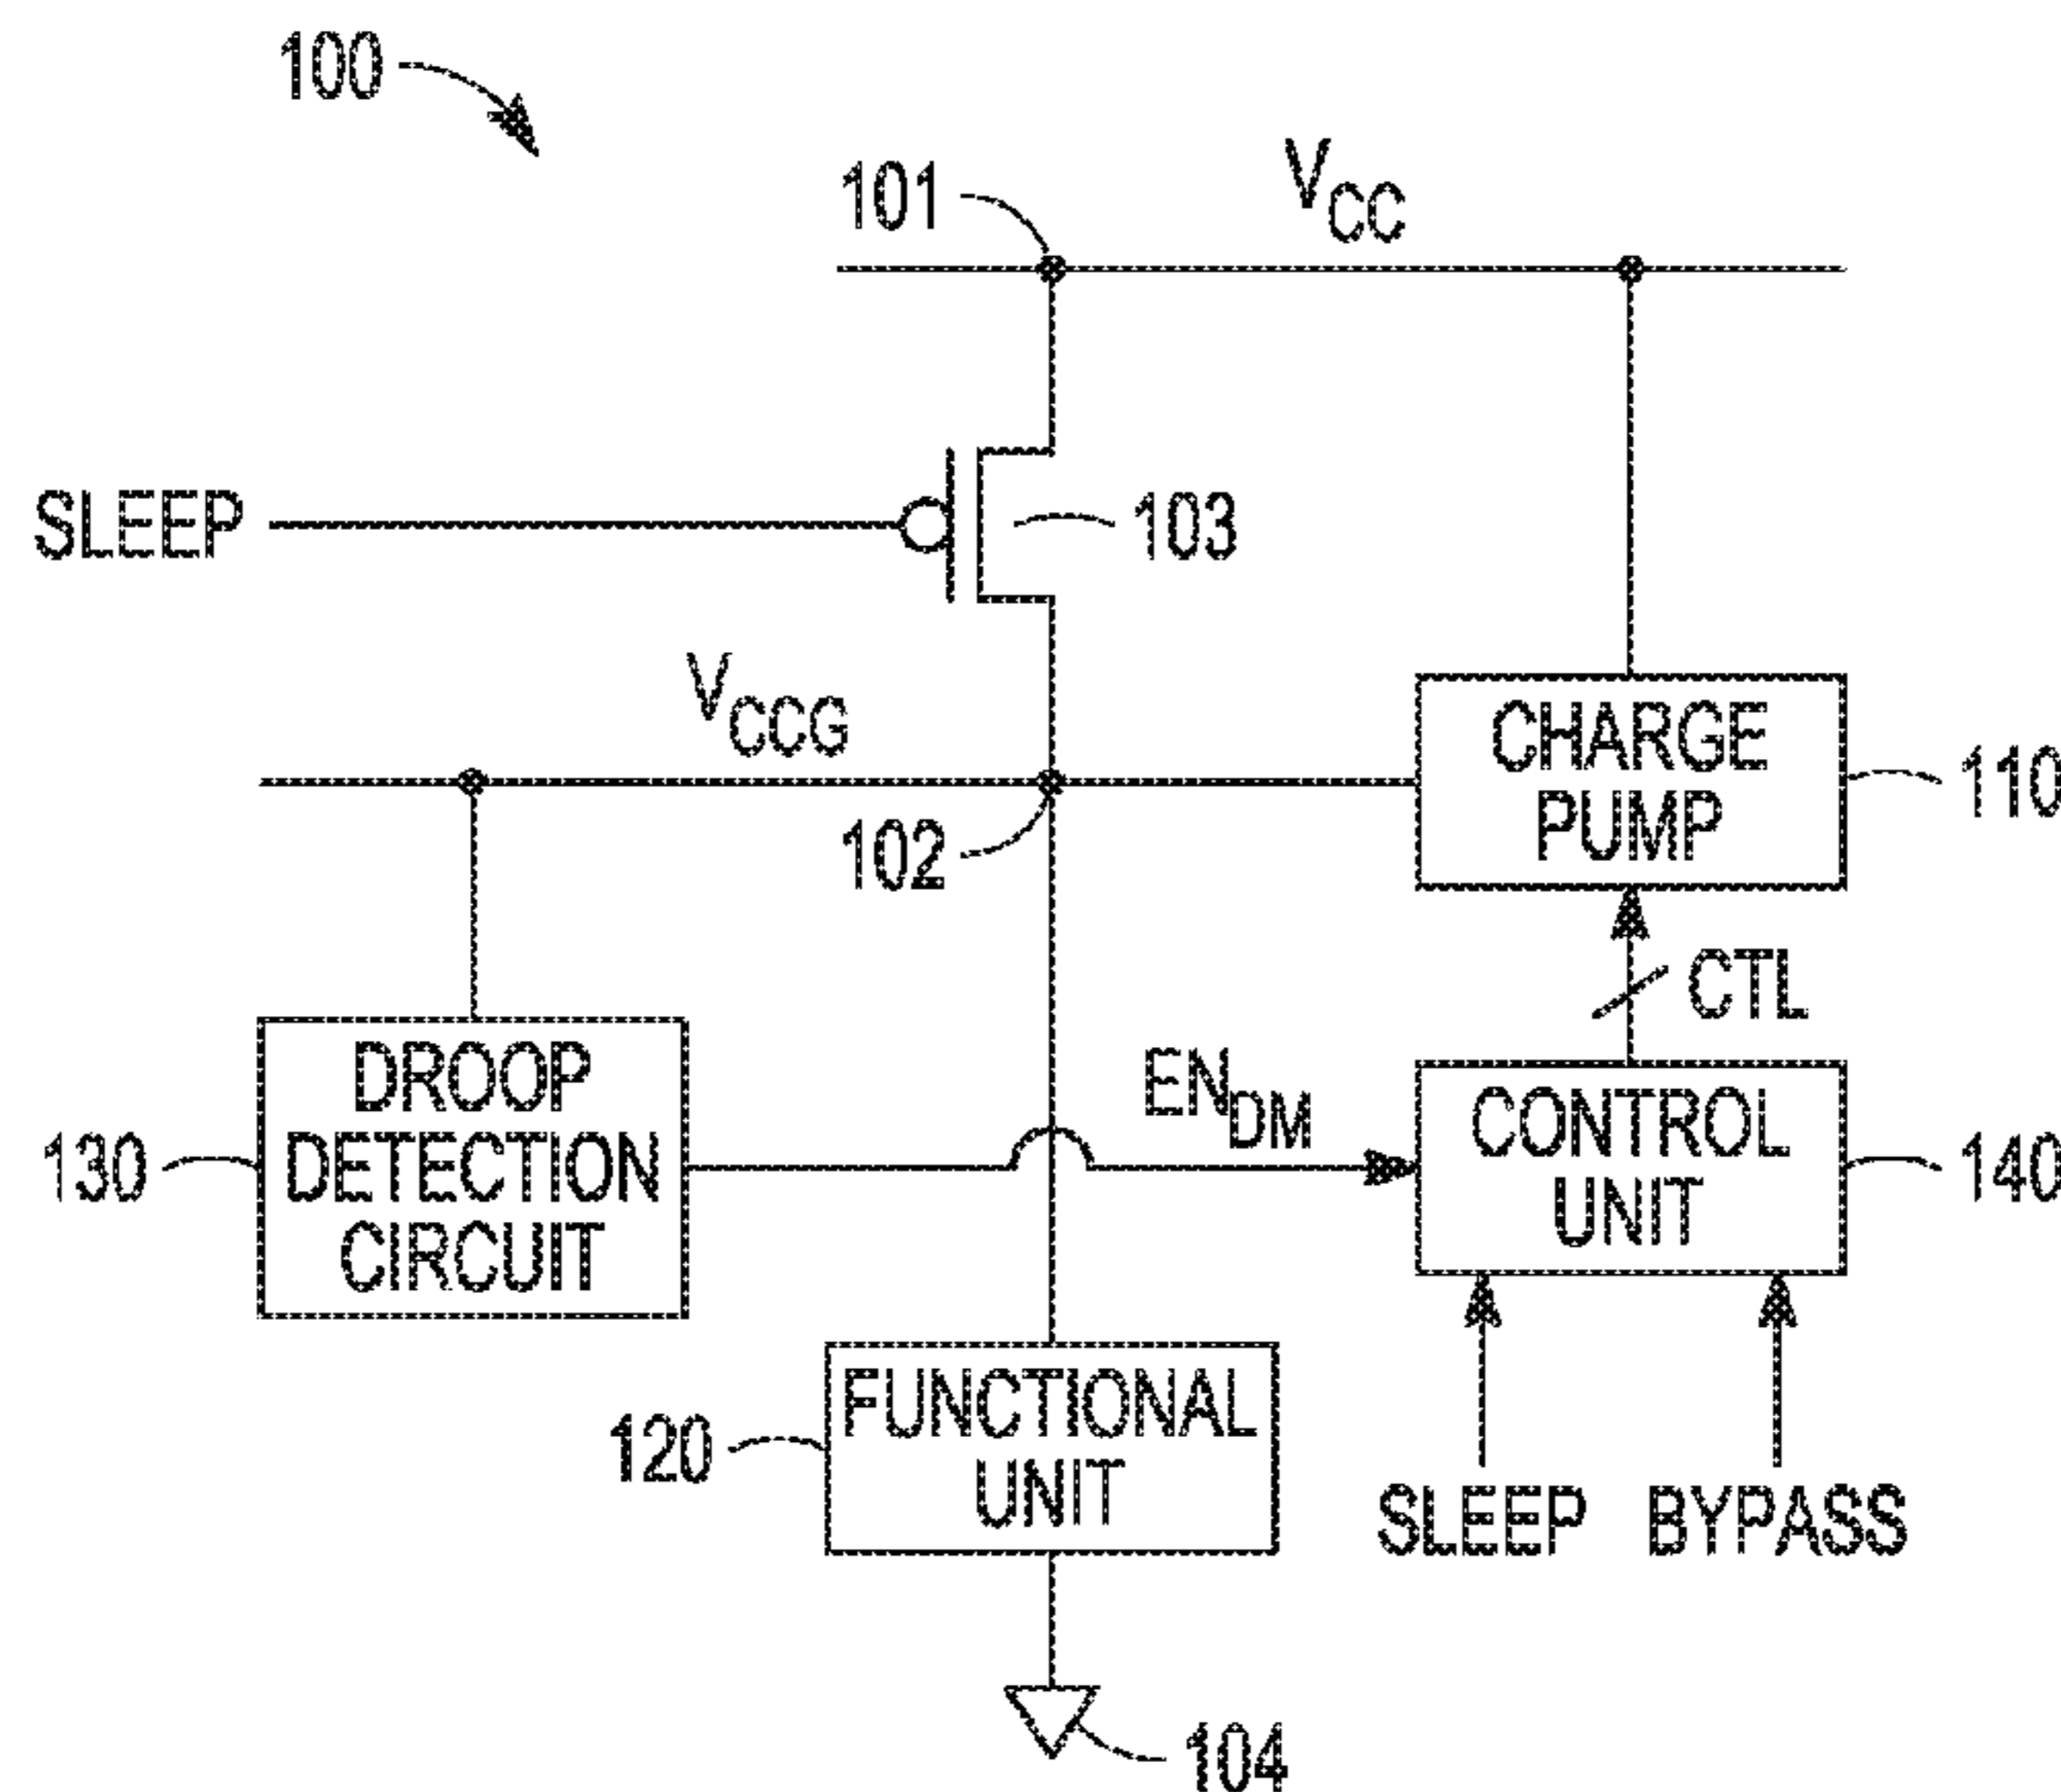 100
101
VCC
SLEEP
103
VCCG
CHARGE
PUMP
110
102
CTL
DROOP
DETECTION
CIRCUIT
130
ENDM
CONTROL
UNIT
140
FUNCTIONAL
UNIT
120
SLEEP BYPASS
104